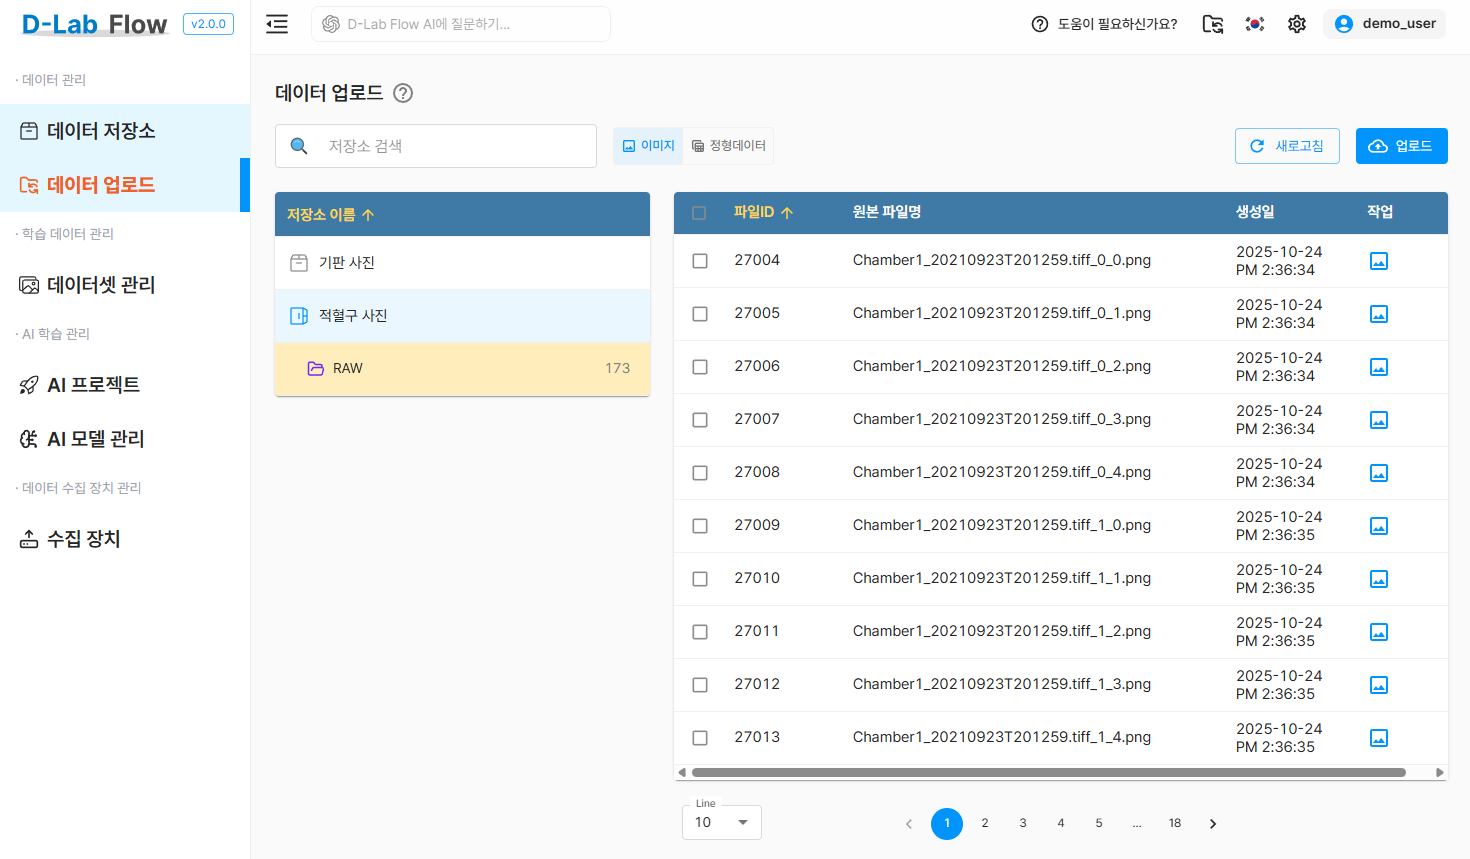 D-Lab Flow v2.0.0
D-Lab Flow AI에 질문하기...
도움이 필요하신가요?
demo_user
· 데이터 관리
데이터 저장소
데이터 업로드
· 학습 데이터 관리
데이터셋 관리
· AI 학습 관리
AI 프로젝트
AI 모델 관리
· 데이터 수집 장치 관리
수집 장치
데이터 업로드
저장소 검색
이미지 정형데이터
새로고침
업로드
저장소 이름
기판 사진
적혈구 사진
RAW 173
파일ID 원본 파일명 생성일 작업
27004 Chamber1_20210923T201259.tiff_0_0.png 2025-10-24
PM 2:36:34
27005 Chamber1_20210923T201259.tiff_0_1.png 2025-10-24
PM 2:36:34
27006 Chamber1_20210923T201259.tiff_0_2.png 2025-10-24
PM 2:36:34
27007 Chamber1_20210923T201259.tiff_0_3.png 2025-10-24
PM 2:36:34
27008 Chamber1_20210923T201259.tiff_0_4.png 2025-10-24
PM 2:36:34
27009 Chamber1_20210923T201259.tiff_1_0.png 2025-10-24
PM 2:36:35
27010 Chamber1_20210923T201259.tiff_1_1.png 2025-10-24
PM 2:36:35
27011 Chamber1_20210923T201259.tiff_1_2.png 2025-10-24
PM 2:36:35
27012 Chamber1_20210923T201259.tiff_1_3.png 2025-10-24
PM 2:36:35
27013 Chamber1_20210923T201259.tiff_1_4.png 2025-10-24
PM 2:36:35
Line
10
1 2 3 4 5 ... 18